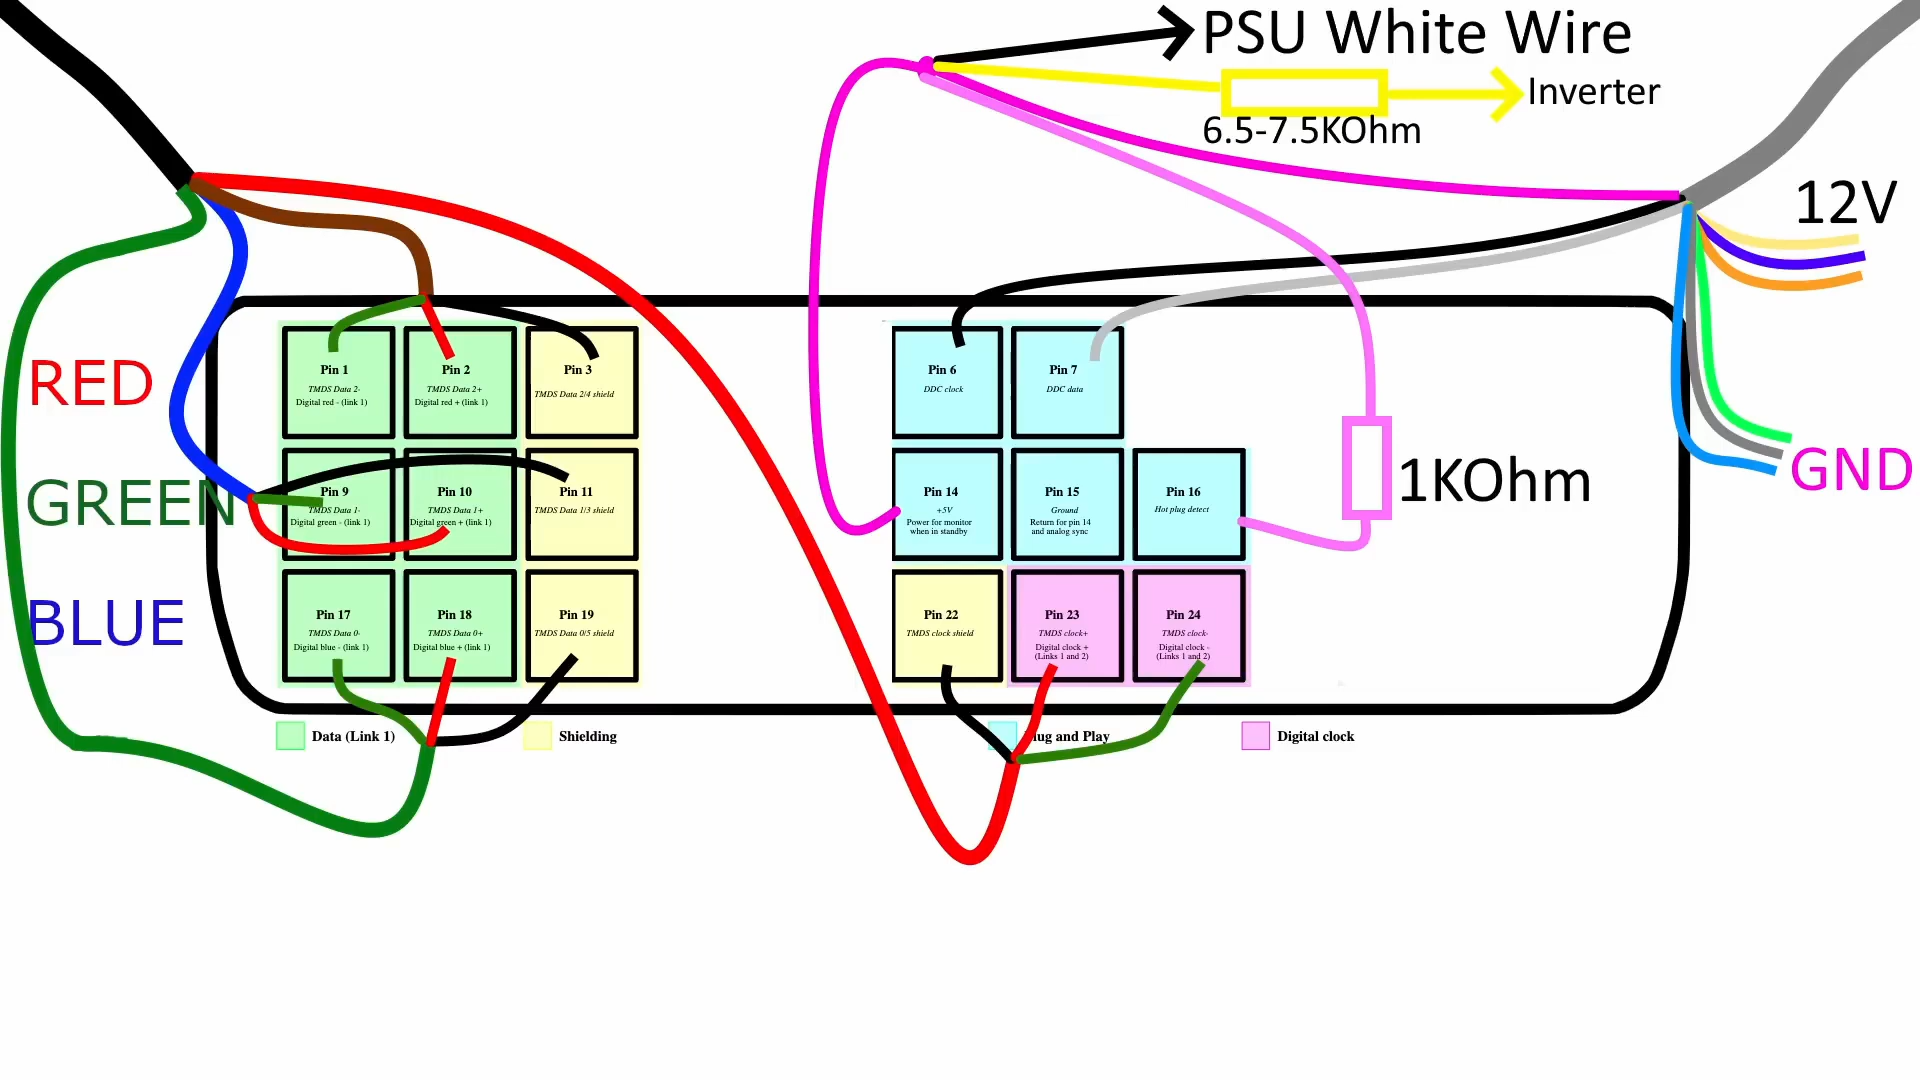 PSU White Wire
Inverter
6.5-7.5KOhm
12V
RED
GREEN
BLUE
Pin 1
TMDS Data 2-
Digital red - (link 1)
Pin 2
TMDS Data 2+
Digital red + (link 1)
Pin 3
TMDS Data 2/4 shield
Pin 6
DDC clock
Pin 7
DDC data
Pin 9
TMDS Data 1-
Digital green - (link 1)
Pin 10
TMDS Data 1+
Digital green + (link 1)
Pin 11
TMDS Data 1/3 shield
Pin 14
+5V
Power for monitor
when in standby
Pin 15
Ground
Return for pin 14
and analog sync
Pin 16
Hot plug detect
1KOhm
GND
Pin 17
TMDS Data 0-
Digital blue - (link 1)
Pin 18
TMDS Data 0+
Digital blue + (link 1)
Pin 19
TMDS Data 0/5 shield
Pin 22
TMDS clock shield
Pin 23
TMDS clock+
Digital clock +
(Links 1 and 2)
Pin 24
TMDS clock-
Digital clock -
(Links 1 and 2)
Data (Link 1)
Shielding
Plug and Play
Digital clock